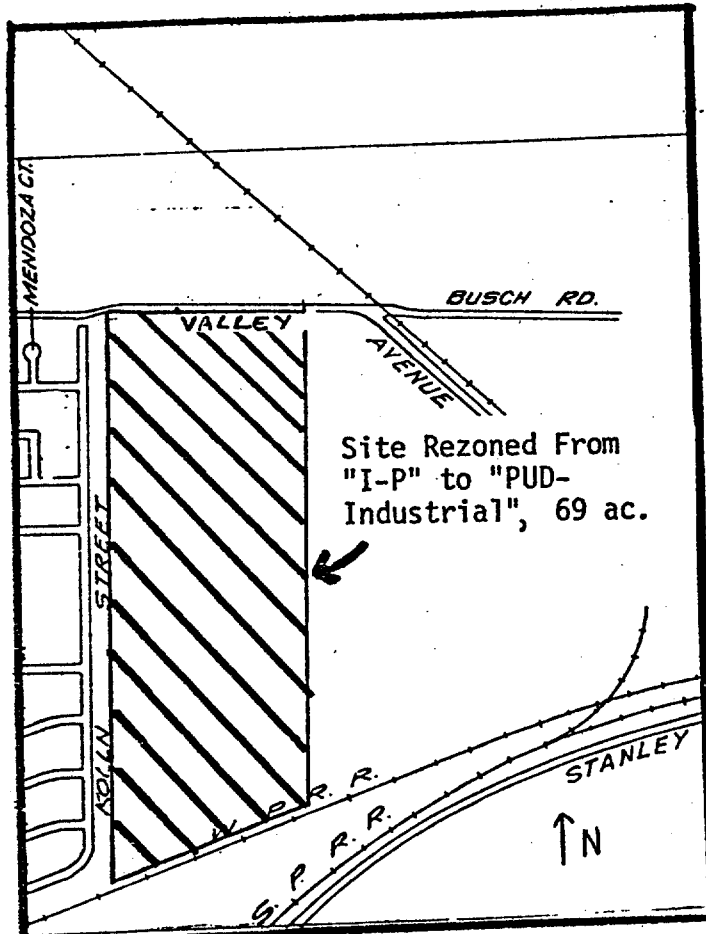 MENDOZA CT.
BUSCH RD.
VALLEY
AVENUE
Site Rezoned From
"I-P" to "PUD-
Industrial", 69 ac.
KOLLN STREET
W. P. R. R.
S. P. R. R.
STANLEY
N